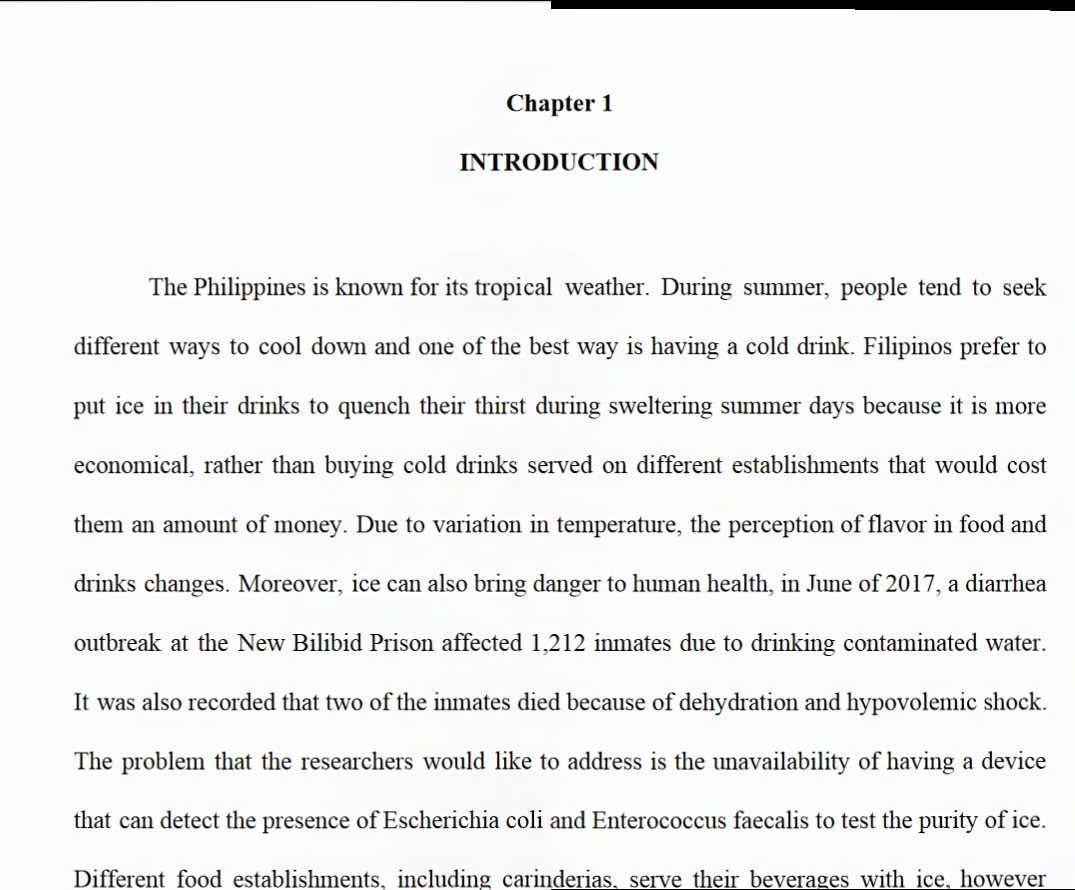 Chapter 1
INTRODUCTION
The Philippines is known for its tropical weather. During summer, people tend to seek
different ways to cool down and one of the best way is having a cold drink. Filipinos prefer to
put ice in their drinks to quench their thirst during sweltering summer days because it is more
economical, rather than buying cold drinks served on different establishments that would cost
them an amount of money. Due to variation in temperature, the perception of flavor in food and
drinks changes. Moreover, ice can also bring danger to human health, in June of 2017, a diarrhea
outbreak at the New Bilibid Prison affected 1,212 inmates due to drinking contaminated water.
It was also recorded that two of the inmates died because of dehydration and hypovolemic shock.
The problem that the researchers would like to address is the unavailability of having a device
that can detect the presence of Escherichia coli and Enterococcus faecalis to test the purity of ice.
Different food establishments, including carinderias, serve their beverages with ice, however